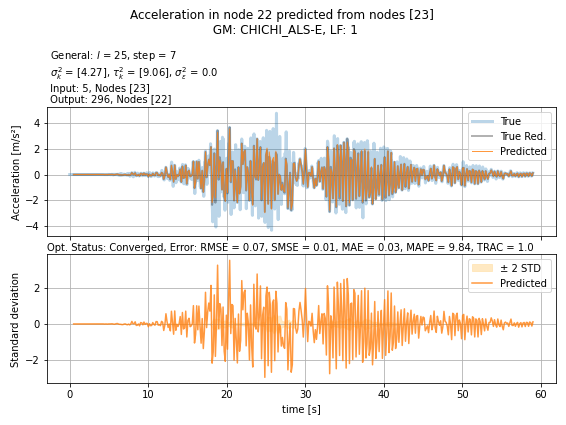 Acceleration in node 22 predicted from nodes [23]
GM: CHICHI_ALS-E, LF: 1
General: l = 25, step = 7
σ²ₖ = [4.27], τ²ₖ = [9.06], σ²ε = 0.0
Input: 5, Nodes [23]
Output: 296, Nodes [22]
Acceleration [m/s²]
4
2
0
−2
−4
True
True Red.
Predicted
Opt. Status: Converged, Error: RMSE = 0.07, SMSE = 0.01, MAE = 0.03, MAPE = 9.84, TRAC = 1.0
Standard deviation
2
0
−2
± 2 STD
Predicted
0 10 20 30 40 50 60
time [s]